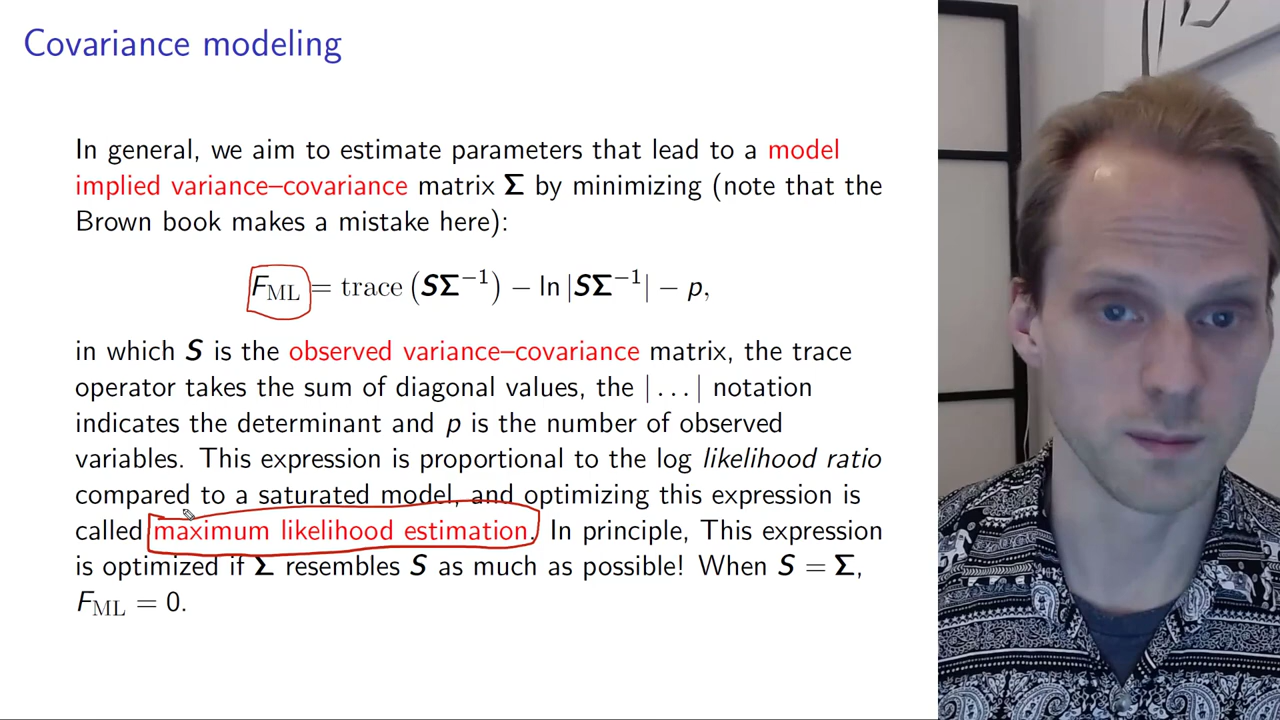 Covariance modeling
In general, we aim to estimate parameters that lead to a model
implied variance–covariance matrix Σ by minimizing (note that the
Brown book makes a mistake here):
F_ML = trace (SΣ⁻¹) − ln |SΣ⁻¹| − p,
in which S is the observed variance–covariance matrix, the trace
operator takes the sum of diagonal values, the |...| notation
indicates the determinant and p is the number of observed
variables. This expression is proportional to the log likelihood ratio
compared to a saturated model, and optimizing this expression is
called maximum likelihood estimation. In principle, This expression
is optimized if Σ resembles S as much as possible! When S = Σ,
F_ML = 0.